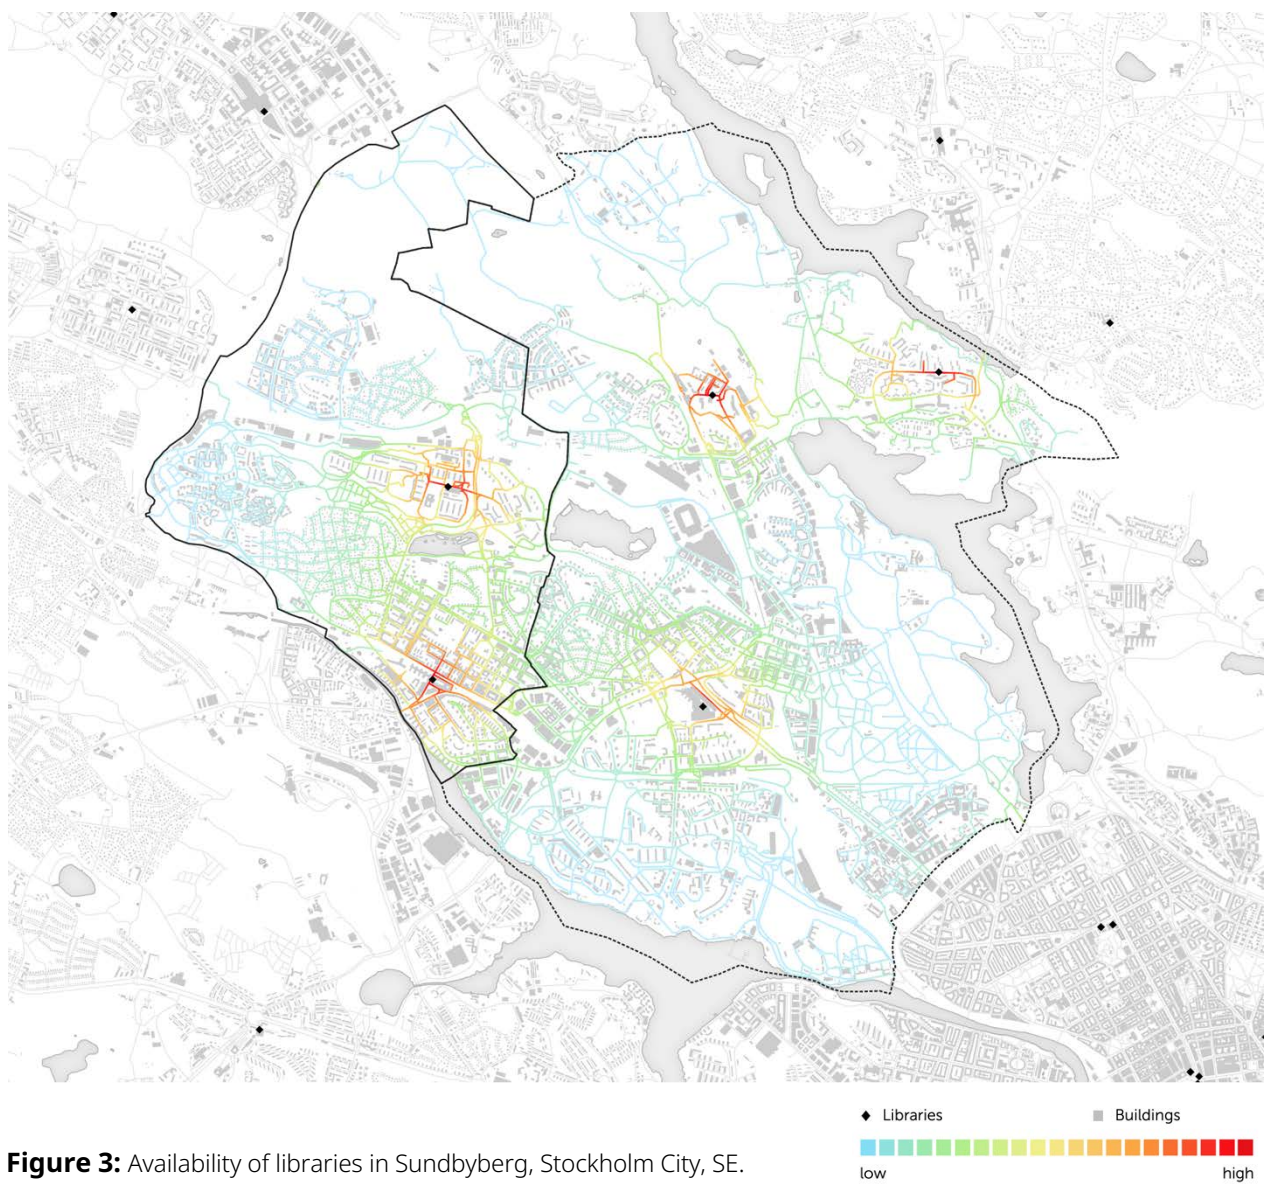 Libraries
Buildings
low
high
Figure 3: Availability of libraries in Sundbyberg, Stockholm City, SE.